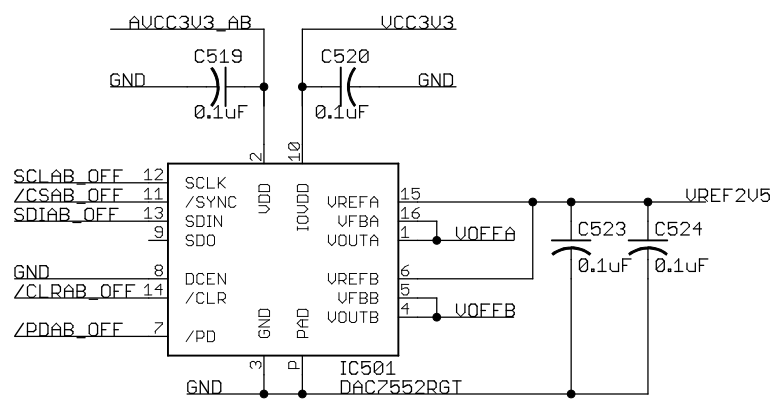 AVCC3V3_AB VCC3V3
C519 C520
GND GND
0.1uF 0.1uF
2 10
SCLAB_OFF 12 SCLK VDD IOVDD
/CSAB_OFF 11 /SYNC VREFA 15 VREF2V5
SDIAB_OFF 13 SDIN VFBA 16
9 SDO VOUTA 1 VOFFA C523 C524
0.1uF 0.1uF
GND 8 DCEN VREFB 6
/CLRAB_OFF 14 /CLR VFBB 5
VOUTB 4 VOFFB
/PDAB_OFF 7 /PD GND PAD
3 P IC501
GND DAC7552RGT